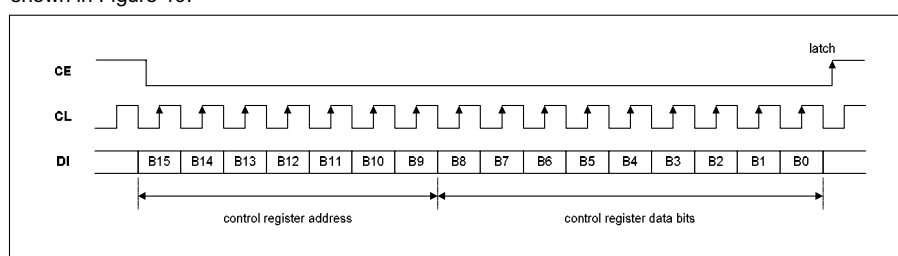 shown in Figure 10.
latch
CE
CL
DI B15 B14 B13 B12 B11 B10 B9 B8 B7 B6 B5 B4 B3 B2 B1 B0
control register address control register data bits